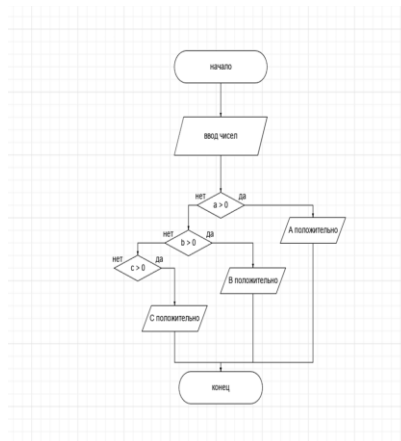 начало
ввод чисел
нет
да
a > 0
А положительно
нет
да
b > 0
нет
да
c > 0
В положительно
С положительно
конец